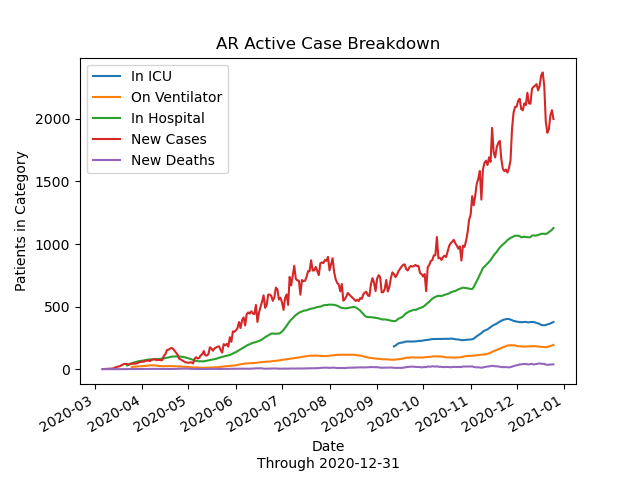 AR Active Case Breakdown
In ICU
On Ventilator
In Hospital
New Cases
New Deaths
Patients in Category
2000
1500
1000
500
0
2020-03
2020-04
2020-05
2020-06
2020-07
2020-08
2020-09
2020-10
2020-11
2020-12
2021-01
Date
Through 2020-12-31